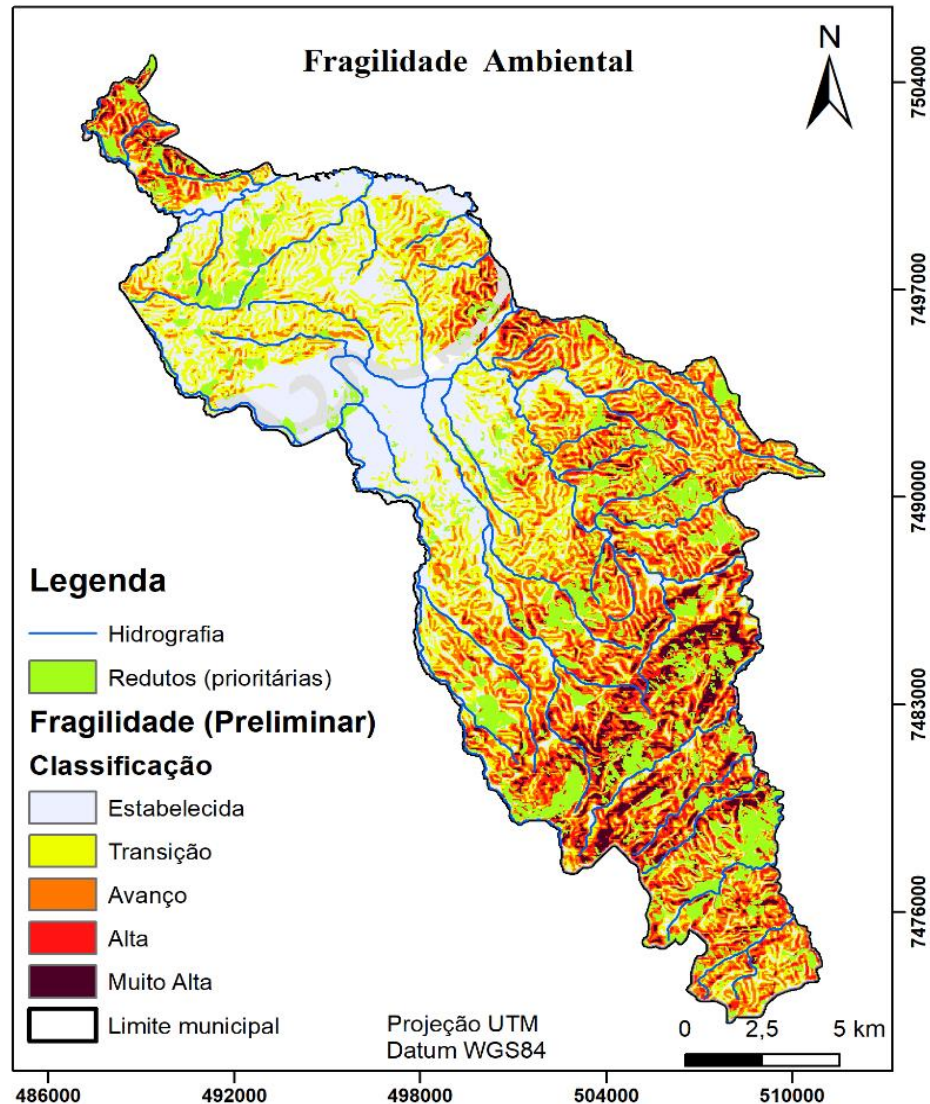 Fragilidade Ambiental
N
7504000
7497000
7490000
7483000
7476000
Legenda
Hidrografia
Redutos (prioritárias)
Fragilidade (Preliminar)
Classificação
Estabelecida
Transição
Avanço
Alta
Muito Alta
Limite municipal
Projeção UTM
Datum WGS84
0 2,5 5 km
486000 492000 498000 504000 510000